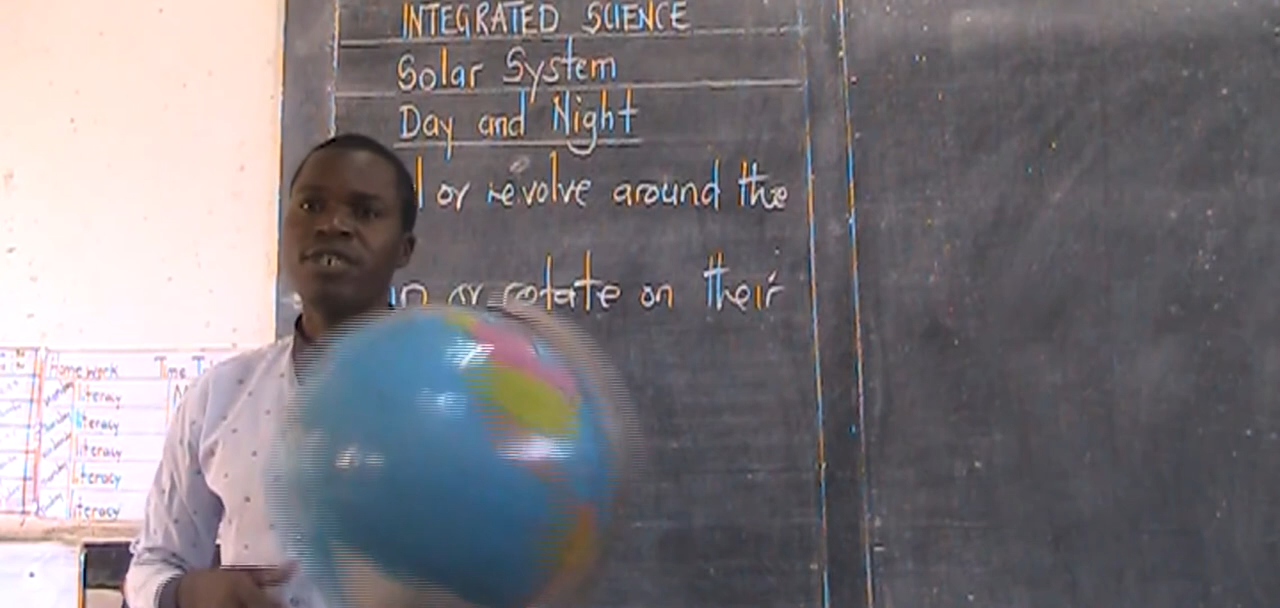 INTEGRATED SCIENCE
Solar System
Day and Night
or revolve around the
or rotate on their
Home work
literacy
literacy
literacy
literacy
literacy